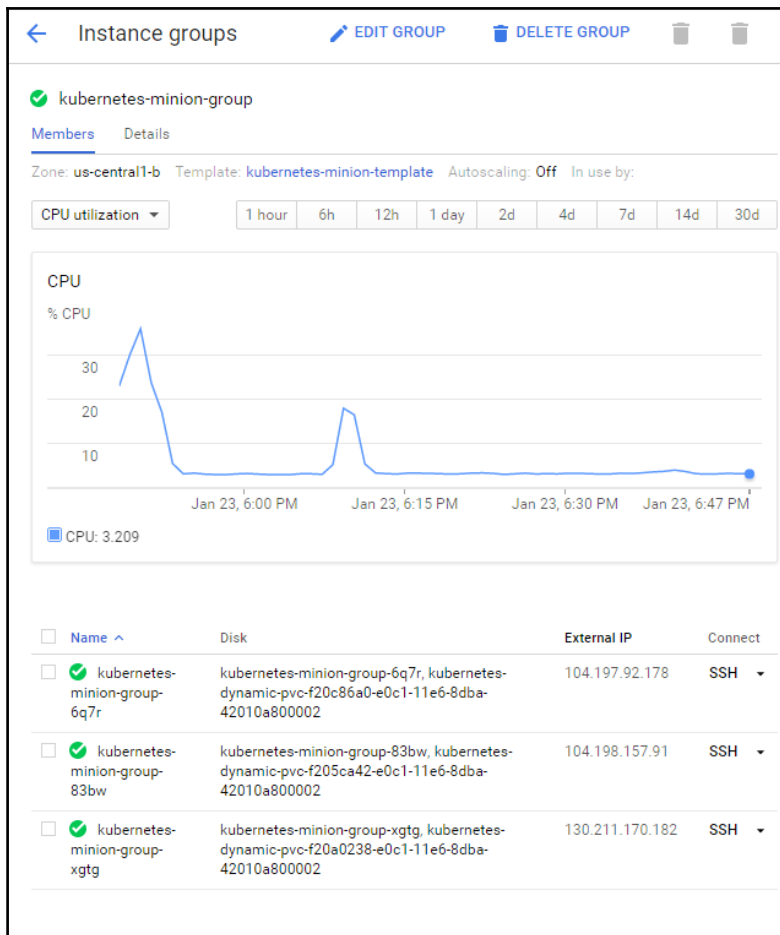 Instance groups EDIT GROUP DELETE GROUP
kubernetes-minion-group
Members Details
Zone: us-central1-b Template: kubernetes-minion-template Autoscaling: Off In use by:
CPU utilization 1 hour 6h 12h 1 day 2d 4d 7d 14d 30d
CPU
% CPU
30
20
10
Jan 23, 6:00 PM Jan 23, 6:15 PM Jan 23, 6:30 PM Jan 23, 6:47 PM
CPU: 3.209
Name Disk External IP Connect
kubernetes- kubernetes-minion-group-6q7r, kubernetes- 104.197.92.178 SSH
minion-group- dynamic-pvc-f20c86a0-e0c1-11e6-8dba-
6q7r 42010a800002
kubernetes- kubernetes-minion-group-83bw, kubernetes- 104.198.157.91 SSH
minion-group- dynamic-pvc-f205ca42-e0c1-11e6-8dba-
83bw 42010a800002
kubernetes- kubernetes-minion-group-xgtg, kubernetes- 130.211.170.182 SSH
minion-group- dynamic-pvc-f20a0238-e0c1-11e6-8dba-
xgtg 42010a800002